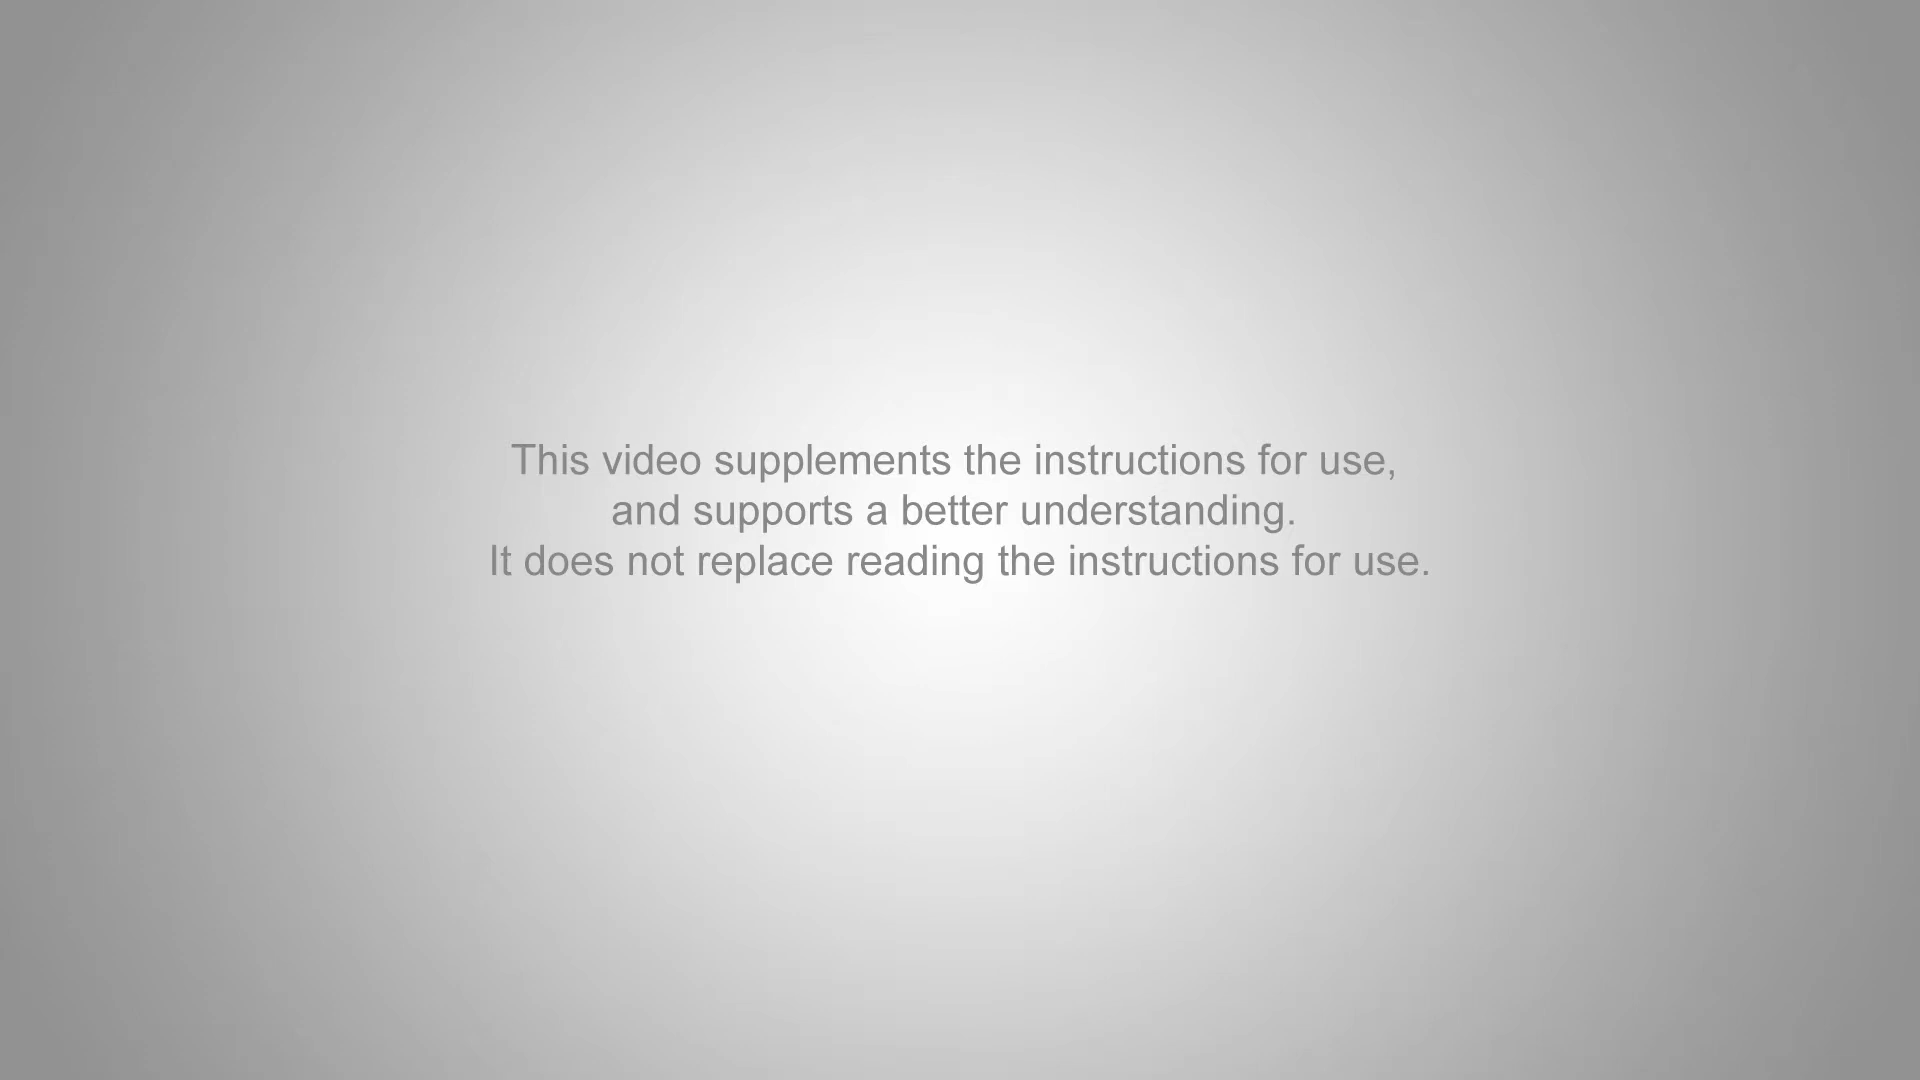 This video supplements the instructions for use,
and supports a better understanding.
It does not replace reading the instructions for use.